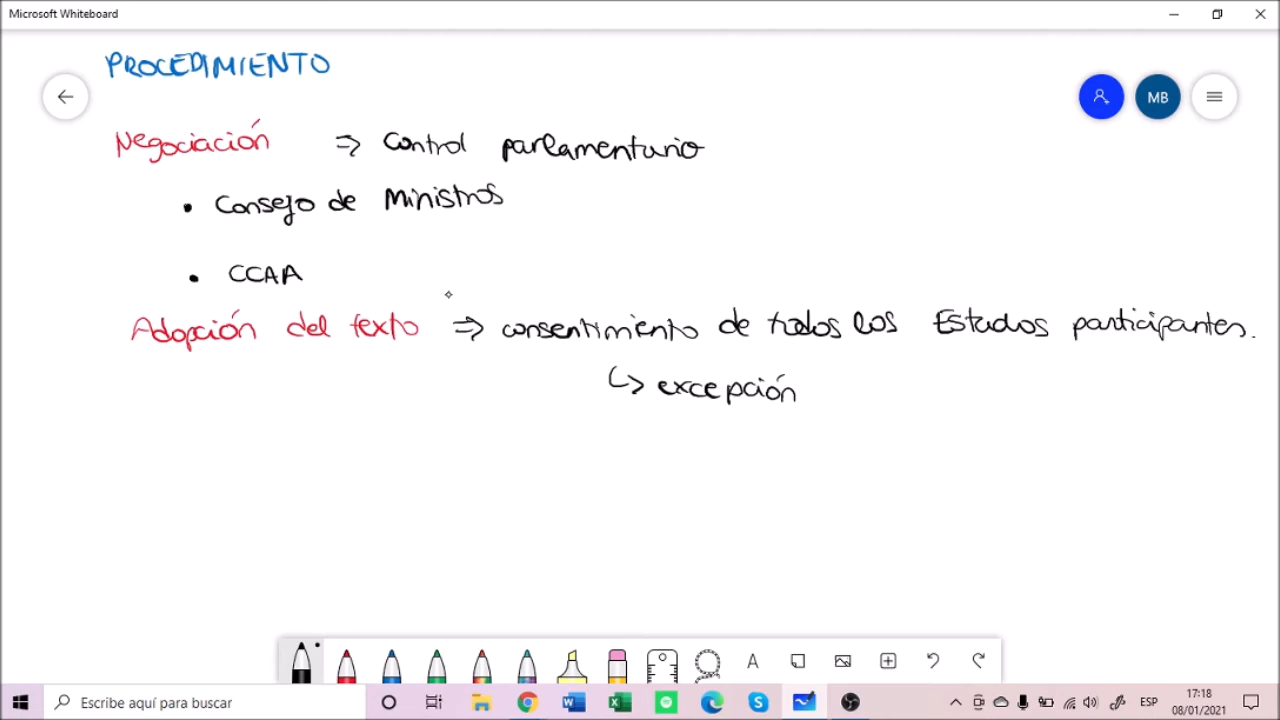 Microsoft Whiteboard
PROCEDIMIENTO
MB
Negociación ⇒ Control parlamentario
• Consejo de Ministros
• CCAA
Adopción del texto ⇒ consentimiento de todos los Estados participantes.
↳ excepción
A
Escribe aquí para buscar
ESP
17:18
08/01/2021